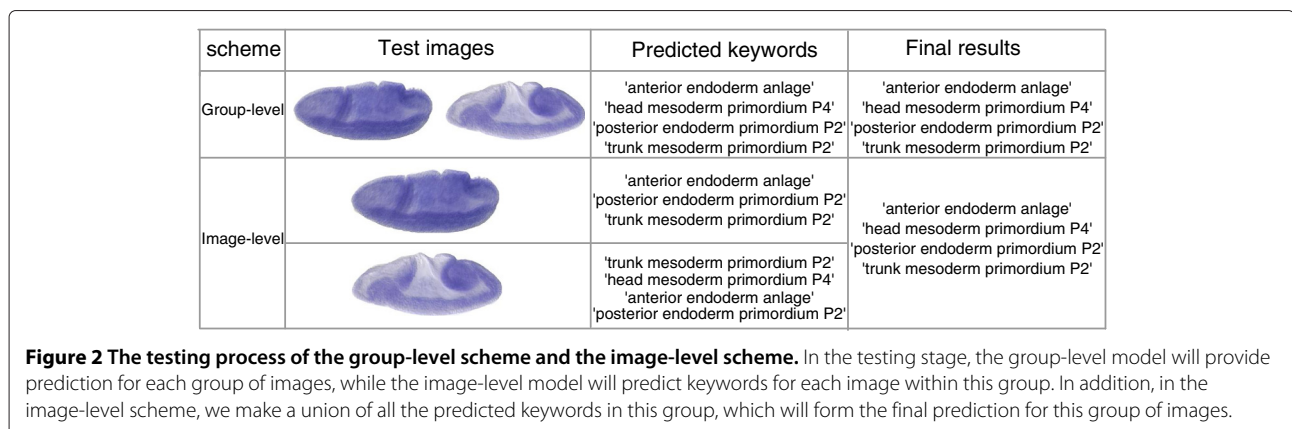 scheme Test images Predicted keywords Final results
Group-level
'anterior endoderm anlage'
'head mesoderm primordium P4'
'posterior endoderm primordium P2'
'trunk mesoderm primordium P2'
'anterior endoderm anlage'
'head mesoderm primordium P4'
'posterior endoderm primordium P2'
'trunk mesoderm primordium P2'
Image-level
'anterior endoderm anlage'
'posterior endoderm primordium P2'
'trunk mesoderm primordium P2'
'trunk mesoderm primordium P2'
'head mesoderm primordium P4'
'anterior endoderm anlage'
'posterior endoderm primordium P2'
'anterior endoderm anlage'
'head mesoderm primordium P4'
'posterior endoderm primordium P2'
'trunk mesoderm primordium P2'
Figure 2 The testing process of the group-level scheme and the image-level scheme. In the testing stage, the group-level model will provide
prediction for each group of images, while the image-level model will predict keywords for each image within this group. In addition, in the
image-level scheme, we make a union of all the predicted keywords in this group, which will form the final prediction for this group of images.